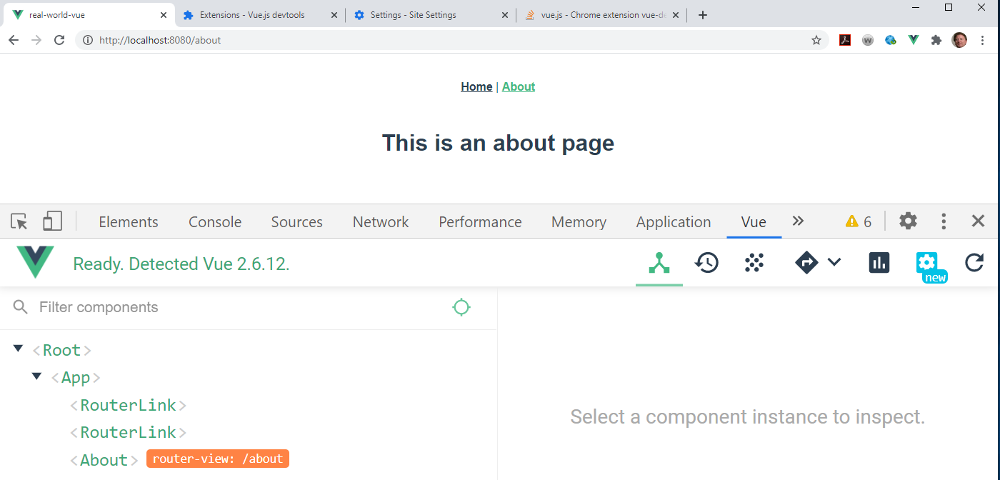 real-world-vue
Extensions - Vue.js devtools
Settings - Site Settings
vue.js - Chrome extension vue-de
http://localhost:8080/about
W
Home | About
This is an about page
Elements Console Sources Network Performance Memory Application Vue 6
Ready. Detected Vue 2.6.12.
new
Filter components
<Root>
<App>
<RouterLink>
<RouterLink>
<About> router-view: /about
Select a component instance to inspect.